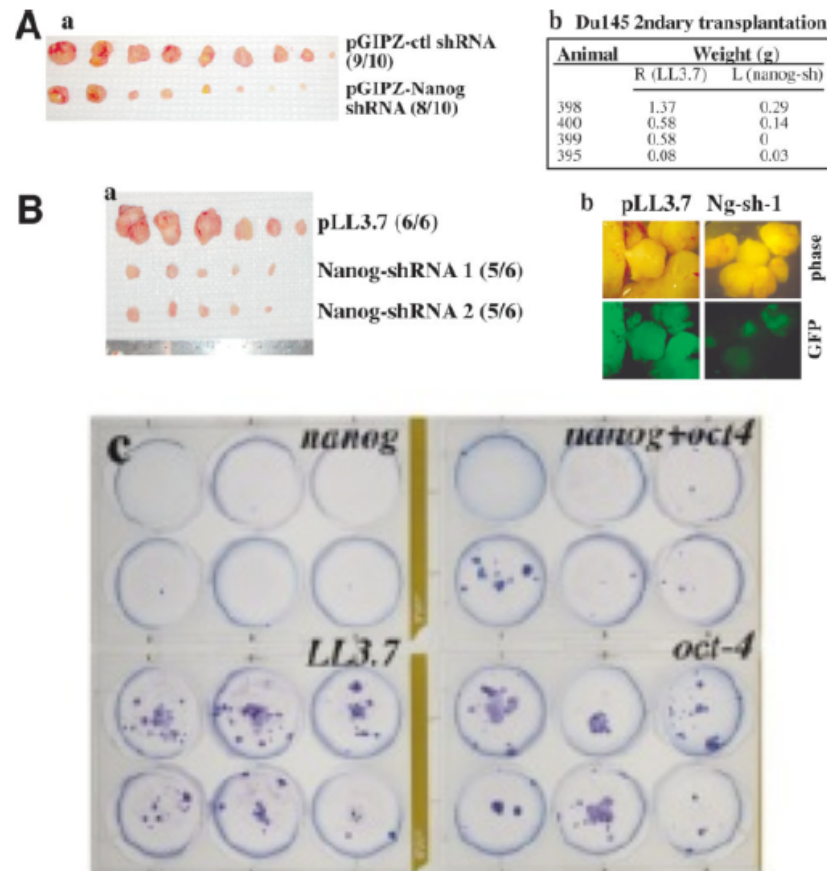 A
a
pGIPZ-ctl shRNA
(9/10)
pGIPZ-Nanog
shRNA (8/10)
b Du145 2ndary transplantation
Animal Weight (g)
R (LL3.7) L (nanog-sh)
398 1.37 0.29
400 0.58 0.14
399 0.58 0
395 0.08 0.03
B
a
pLL3.7 (6/6)
Nanog-shRNA 1 (5/6)
Nanog-shRNA 2 (5/6)
b pLL3.7 Ng-sh-1
phase
GFP
c
nanog
nanog+oct4
LL3.7
oct-4